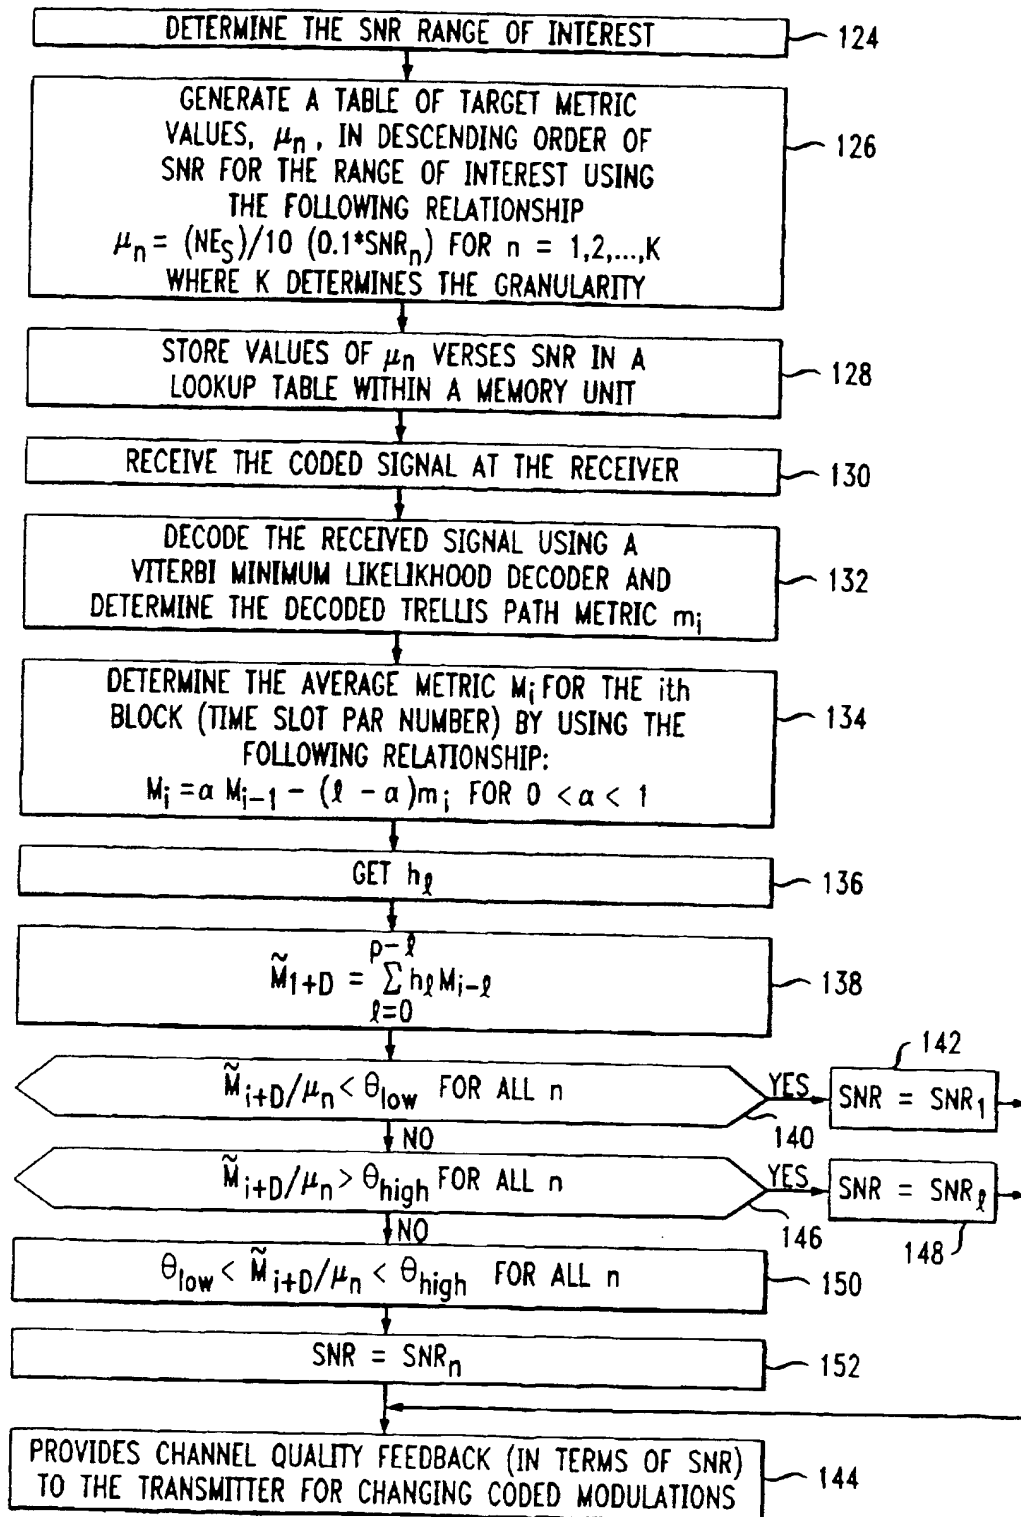 DETERMINE THE SNR RANGE OF INTEREST
124
GENERATE A TABLE OF TARGET METRIC
VALUES, μn, IN DESCENDING ORDER OF
SNR FOR THE RANGE OF INTEREST USING
THE FOLLOWING RELATIONSHIP
μn = (NES)/10 (0.1*SNRn) FOR n = 1,2,...,K
WHERE K DETERMINES THE GRANULARITY
126
STORE VALUES OF μn VERSES SNR IN A
LOOKUP TABLE WITHIN A MEMORY UNIT
128
RECEIVE THE CODED SIGNAL AT THE RECEIVER
130
DECODE THE RECEIVED SIGNAL USING A
VITERBI MINIMUM LIKELIKHOOD DECODER AND
DETERMINE THE DECODED TRELLIS PATH METRIC mi
132
DETERMINE THE AVERAGE METRIC Mi FOR THE ith
BLOCK (TIME SLOT PAR NUMBER) BY USING THE
FOLLOWING RELATIONSHIP:
Mi = α Mi-1 - (ℓ - α)mi FOR 0 < α < 1
134
GET hℓ
136
p-ℓ
M̃1+D = Σ hℓ Mi-ℓ
ℓ=0
138
M̃i+D/μn < θlow FOR ALL n
140
YES
142
SNR = SNR1
NO
M̃i+D/μn > θhigh FOR ALL n
146
YES
SNR = SNRℓ
148
NO
θlow < M̃i+D/μn < θhigh FOR ALL n
150
SNR = SNRn
152
PROVIDES CHANNEL QUALITY FEEDBACK (IN TERMS OF SNR)
TO THE TRANSMITTER FOR CHANGING CODED MODULATIONS
144